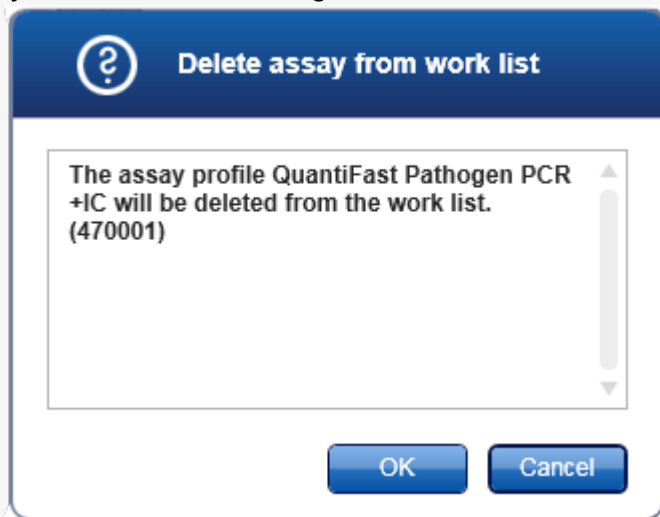 Delete assay from work list
The assay profile QuantiFast Pathogen PCR
+IC will be deleted from the work list.
(470001)
OK
Cancel